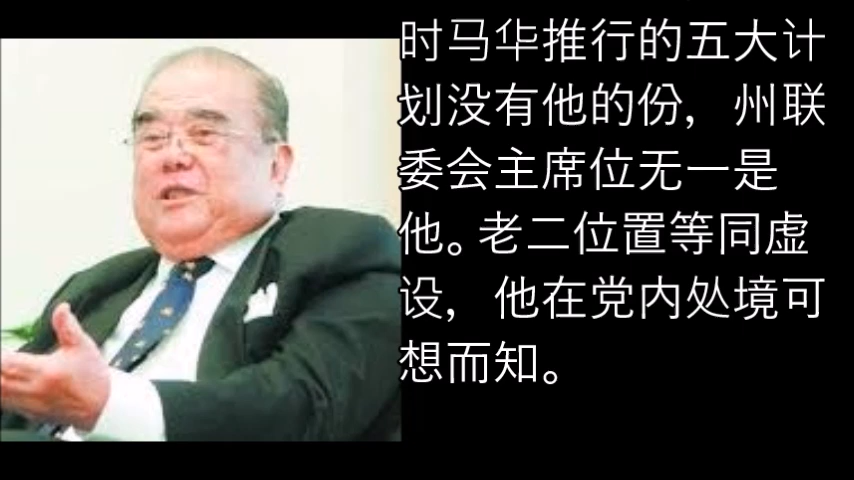 时马华推行的五大计
划没有他的份，州联
委会主席位无一是
他。老二位置等同虚
设，他在党内处境可
想而知。